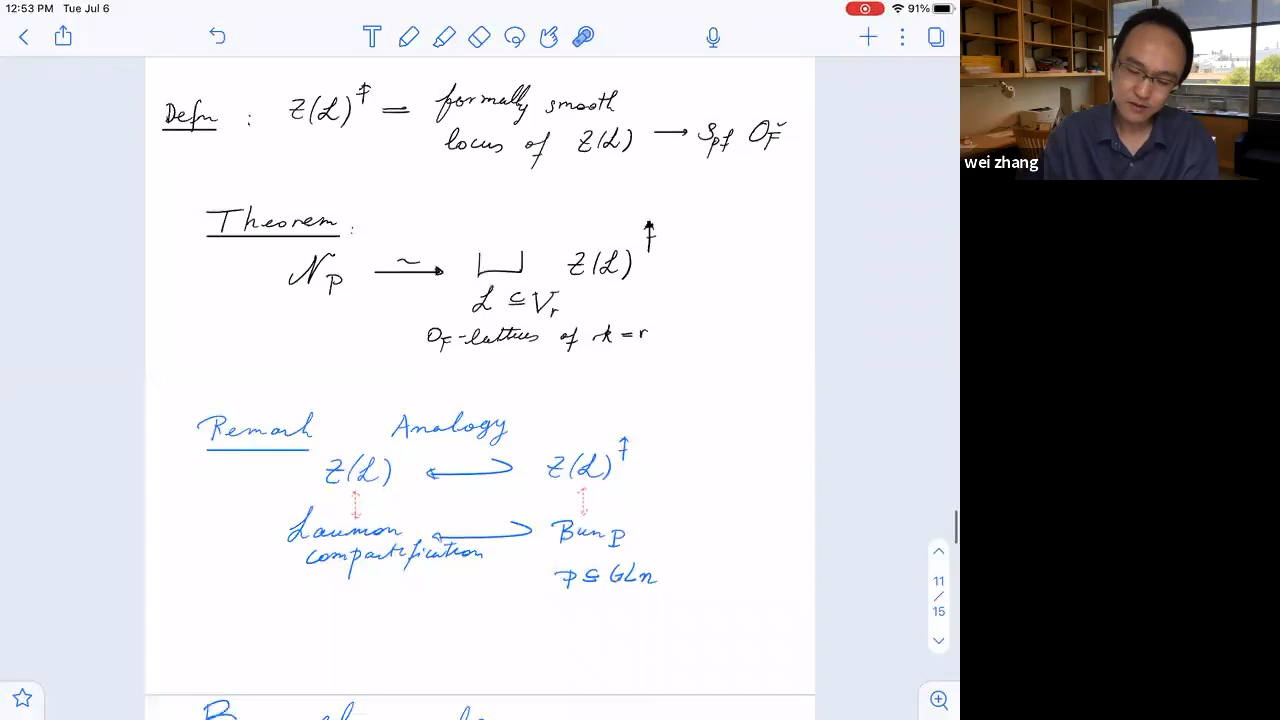 12:53 PM Tue Jul 6
91%
Defn : Z(L)^♮ = formally smooth
locus of Z(L) → Spf O_F̆
Theorem :
N_P ~→ ⊔ Z(L)^†
L ⊆ V_r
O_F-lattices of rk = r
Remark Analogy
Z(L) ↩ Z(L)^†
Laumon ↩ Bun_P
compactification
P ⊆ GLn
11
/
15
wei zhang